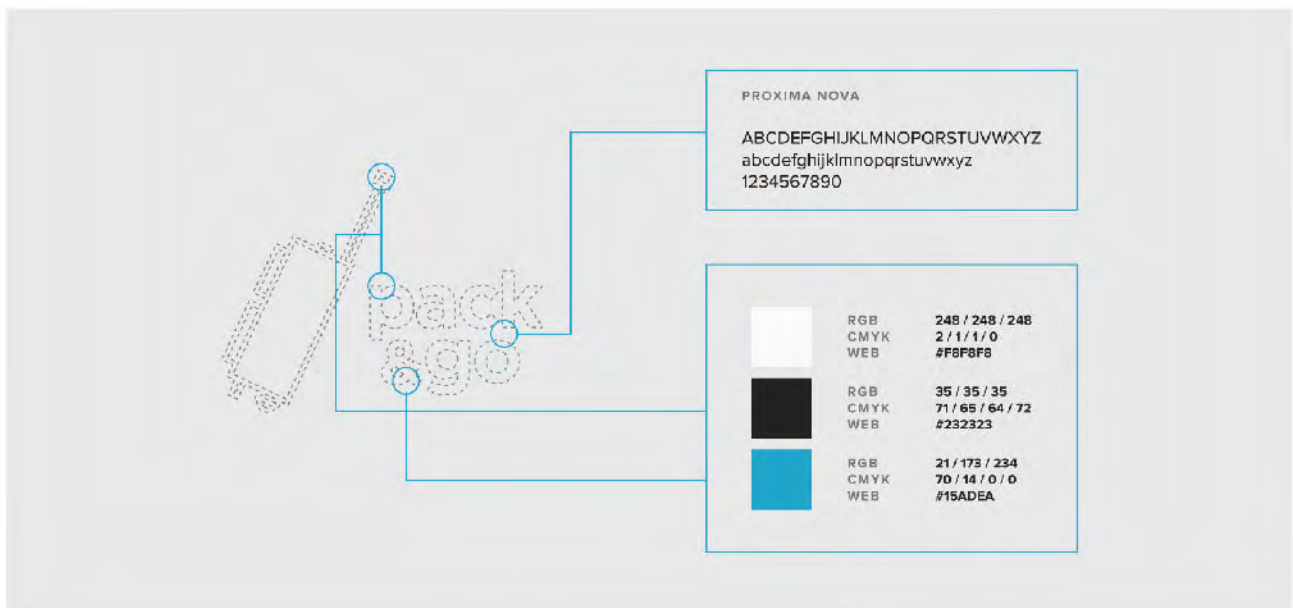 PROXIMA NOVA
ABCDEFGHIJKLMNOPQRSTUVWXYZ
abcdefghijklmnopqrstuvwxyz
1234567890
pack
&go
RGB 248 / 248 / 248
CMYK 2 / 1 / 1 / 0
WEB #F8F8F8
RGB 35 / 35 / 35
CMYK 71 / 65 / 64 / 72
WEB #232323
RGB 21 / 173 / 234
CMYK 70 / 14 / 0 / 0
WEB #15ADEA